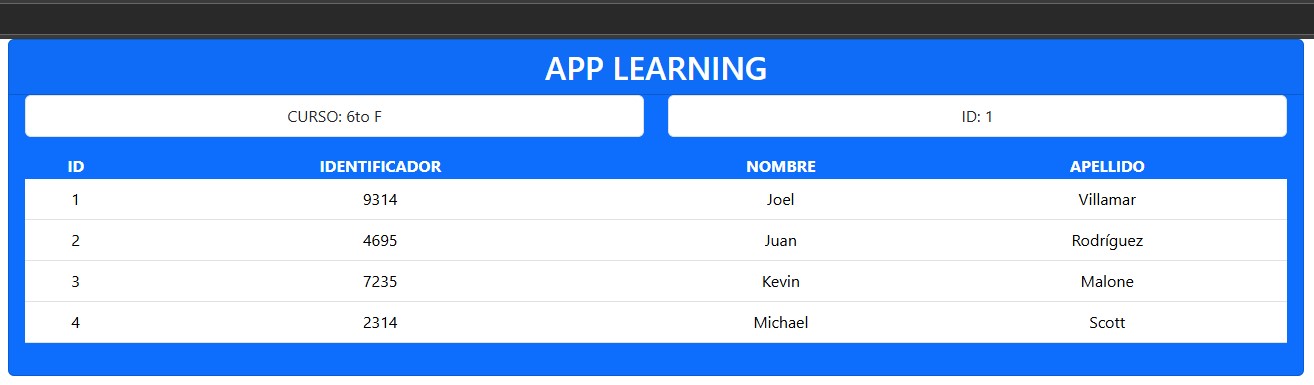 APP LEARNING
CURSO: 6to F ID: 1
ID IDENTIFICADOR NOMBRE APELLIDO
1 9314 Joel Villamar
2 4695 Juan Rodríguez
3 7235 Kevin Malone
4 2314 Michael Scott